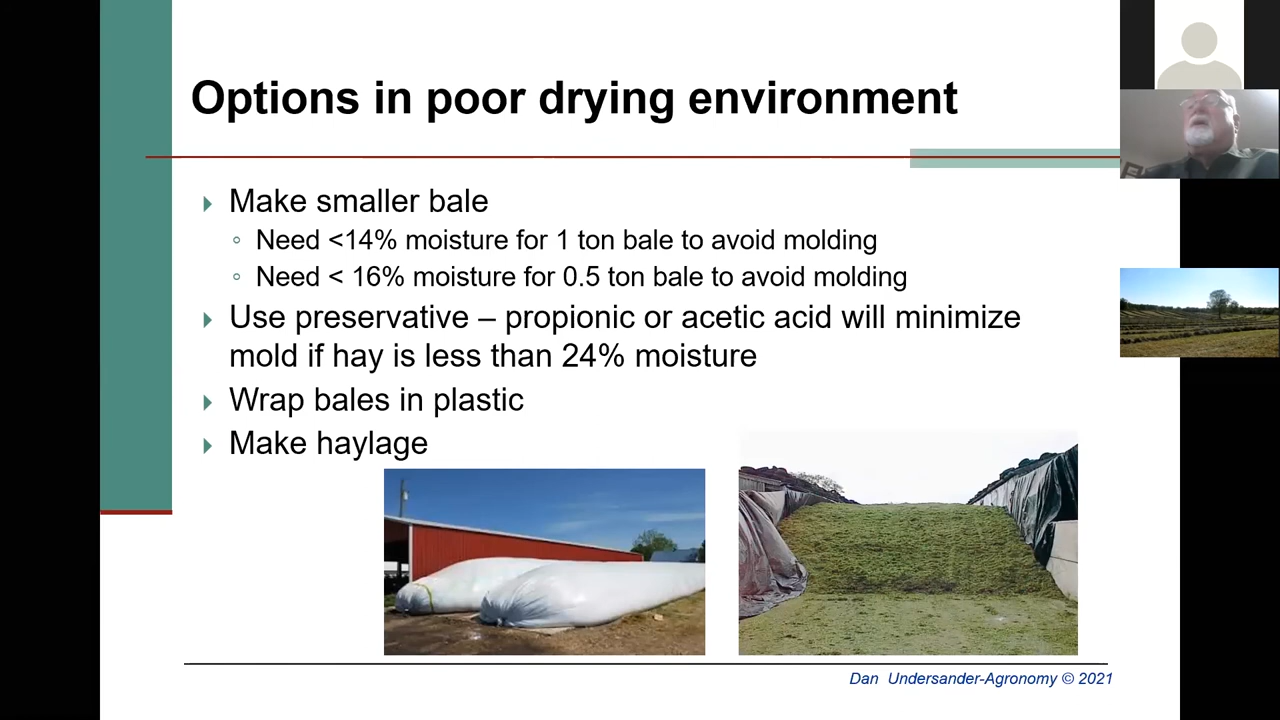 Options in poor drying environment
Make smaller bale
Need <14% moisture for 1 ton bale to avoid molding
Need < 16% moisture for 0.5 ton bale to avoid molding
Use preservative – propionic or acetic acid will minimize
mold if hay is less than 24% moisture
Wrap bales in plastic
Make haylage
Dan Undersander-Agronomy © 2021